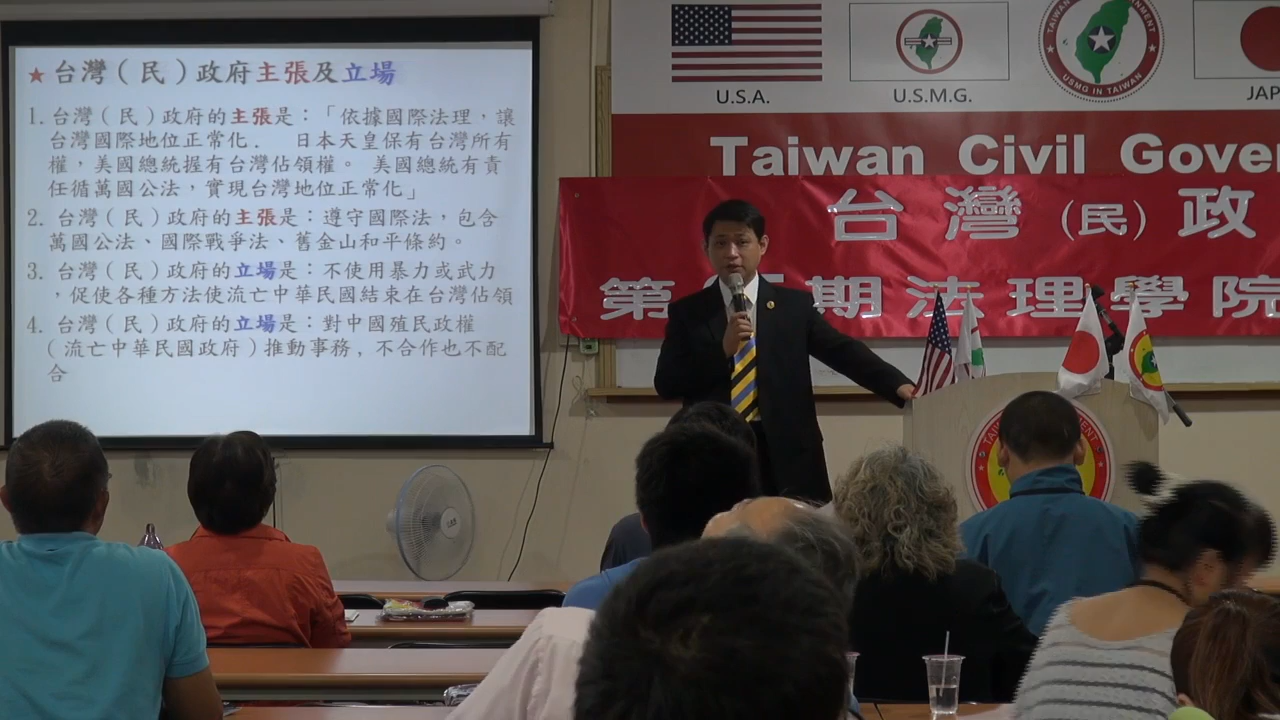 ★台灣(民)政府主張及立場
1. 台灣(民)政府的主張是:「依據國際法理,讓
台灣國際地位正常化. 日本天皇保有台灣所有
權,美國總統握有台灣佔領權。 美國總統有責
任循萬國公法,實現台灣地位正常化」
2. 台灣(民)政府的主張是:遵守國際法,包含
萬國公法、國際戰爭法、舊金山和平條約。
3. 台灣(民)政府的立場是:不使用暴力或武力
,促使各種方法使流亡中華民國結束在台灣佔領
4. 台灣(民)政府的立場是:對中國殖民政權
(流亡中華民國政府)推動事務, 不合作也不配
合
U.S.A.
U.S.M.G.
USMG IN TAIWAN
JAP
Taiwan Civil Gover
台灣(民)政
第 期法理學院